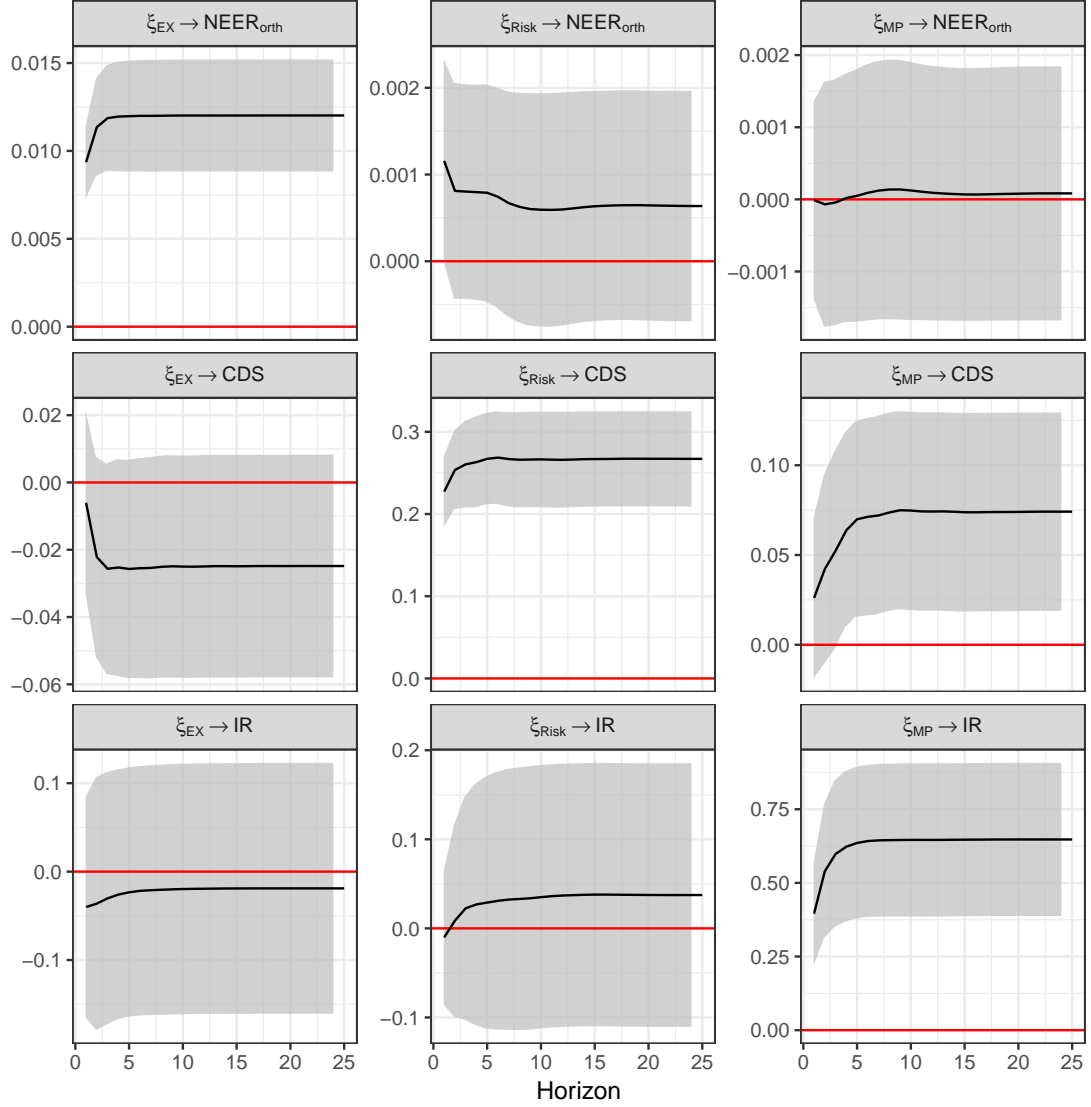 ξEX → NEERorth
ξRisk → NEERorth
ξMP → NEERorth
0.015
0.010
0.005
0.000
0.002
0.001
0.000
0.002
0.001
0.000
−0.001
ξEX → CDS
ξRisk → CDS
ξMP → CDS
0.02
0.00
−0.02
−0.04
−0.06
0.3
0.2
0.1
0.0
0.10
0.05
0.00
ξEX → IR
ξRisk → IR
ξMP → IR
0.1
0.0
−0.1
0.2
0.1
0.0
−0.1
0.75
0.50
0.25
0.00
0 5 10 15 20 25
0 5 10 15 20 25
0 5 10 15 20 25
Horizon